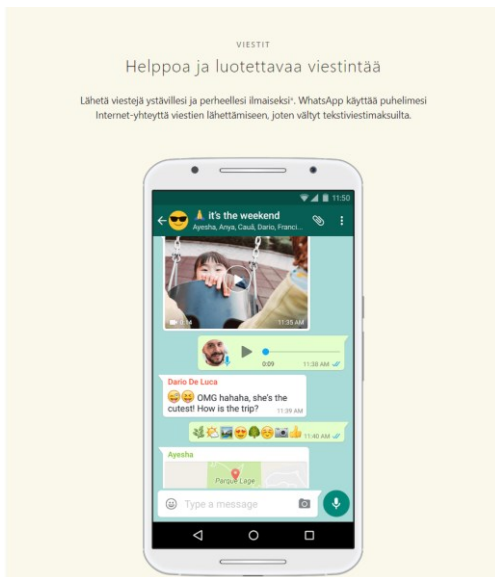 VIESTIT
Helppoa ja luotettavaa viestintää
Lähetä viestejä ystävillesi ja perheellesi ilmaiseksi*. WhatsApp käyttää puhelimesi
Internet-yhteyttä viestien lähettämiseen, joten vältyt tekstiviestimaksuilta.
11:50
🙏 it's the weekend
Ayesha, Anya, Cauã, Dario, Franci...
0:14 11:35 AM
0:09 11:38 AM
Dario De Luca
😅😆 OMG hahaha, she's the
cutest! How is the trip? 11:39 AM
11:40 AM
Ayesha
Parque Lage
Type a message